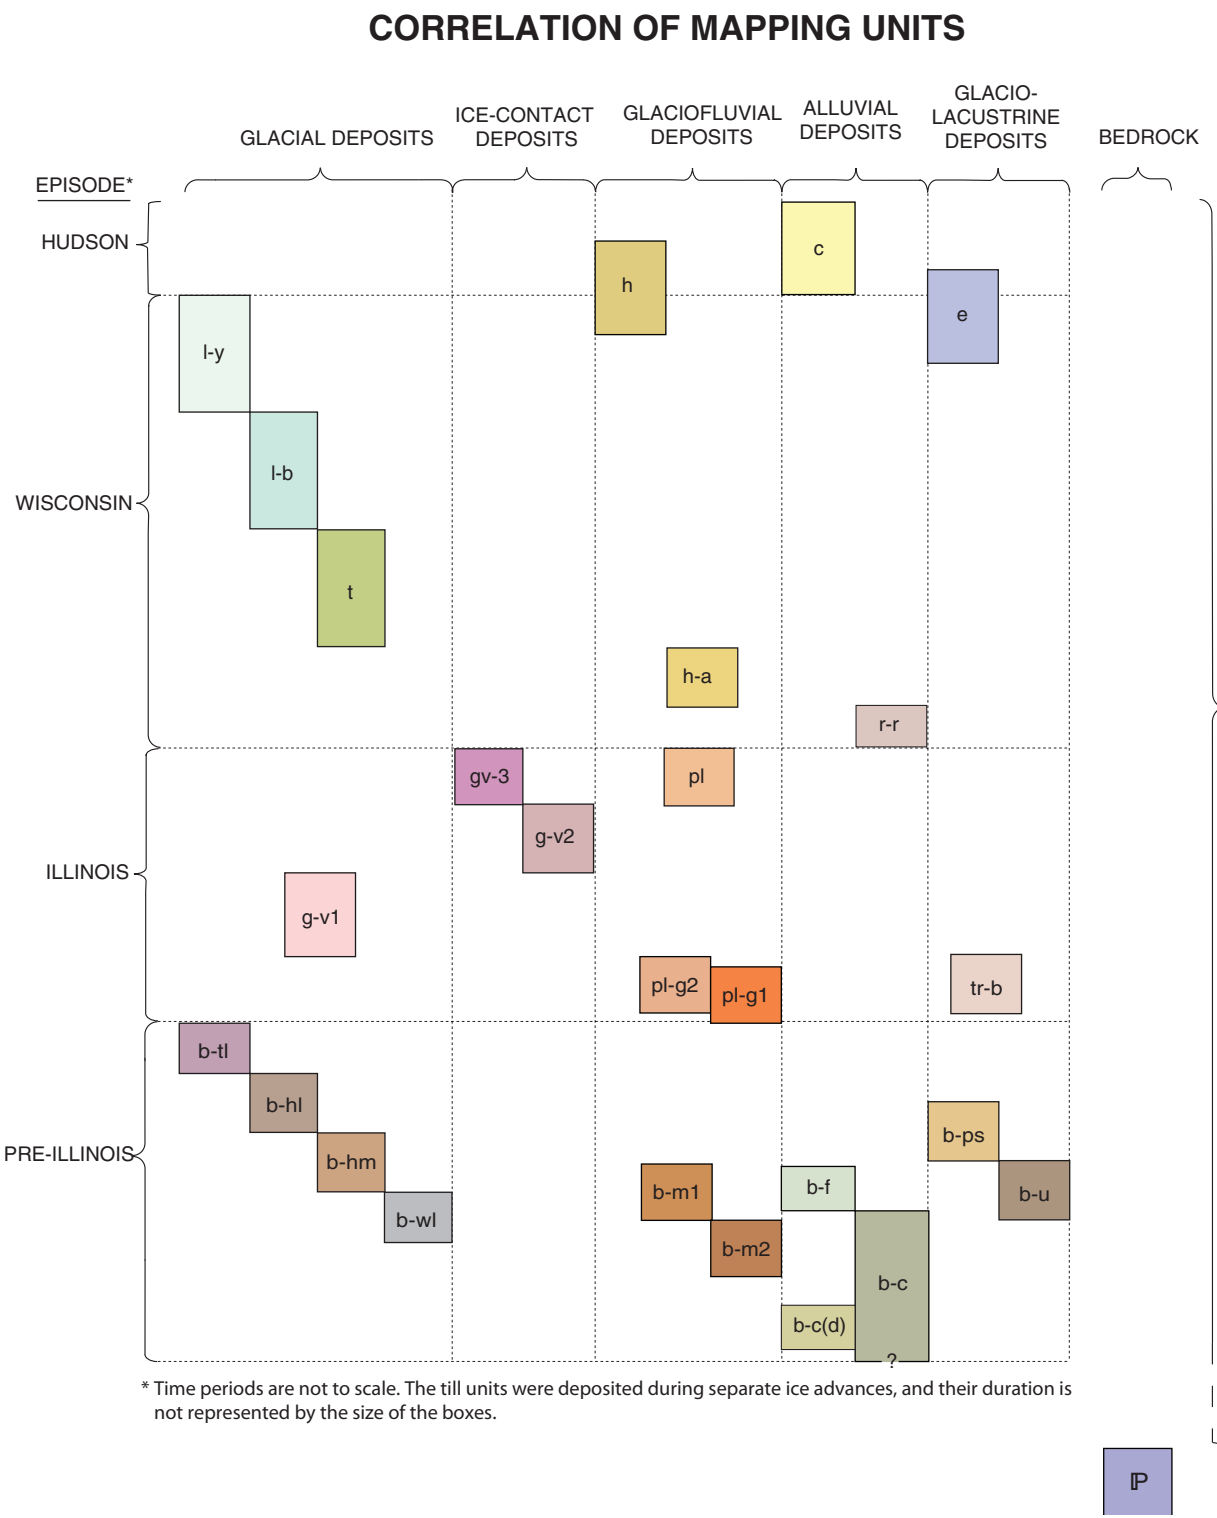 CORRELATION OF MAPPING UNITS
GLACIAL DEPOSITS
ICE-CONTACT
DEPOSITS
GLACIOFLUVIAL
DEPOSITS
ALLUVIAL
DEPOSITS
GLACIO-
LACUSTRINE
DEPOSITS
BEDROCK
EPISODE*
HUDSON
c
h
e
WISCONSIN
l-y
l-b
t
h-a
r-r
ILLINOIS
gv-3
pl
g-v2
g-v1
pl-g2
pl-g1
tr-b
PRE-ILLINOIS
b-tl
b-hl
b-hm
b-wl
b-ps
b-u
b-m1
b-m2
b-f
b-c
b-c(d)
?
* Time periods are not to scale. The till units were deposited during separate ice advances, and their duration is
not represented by the size of the boxes.
ℙ